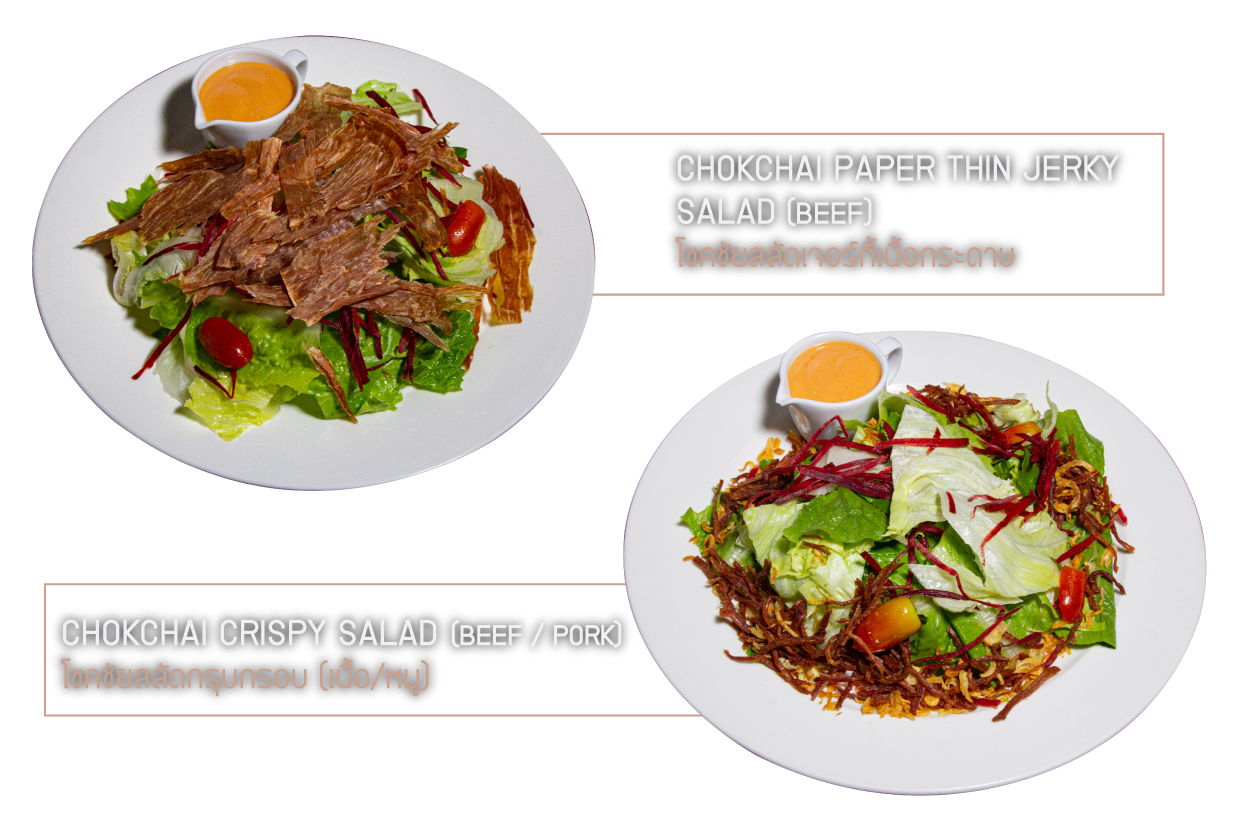 CHOKCHAI PAPER THIN JERKY
SALAD (BEEF)
โชคชัยสลัดเจอร์กี้เนื้อกระดาษ
CHOKCHAI CRISPY SALAD (BEEF / PORK)
โชคชัยสลัดกรุบกรอบ (เนื้อ/หมู)